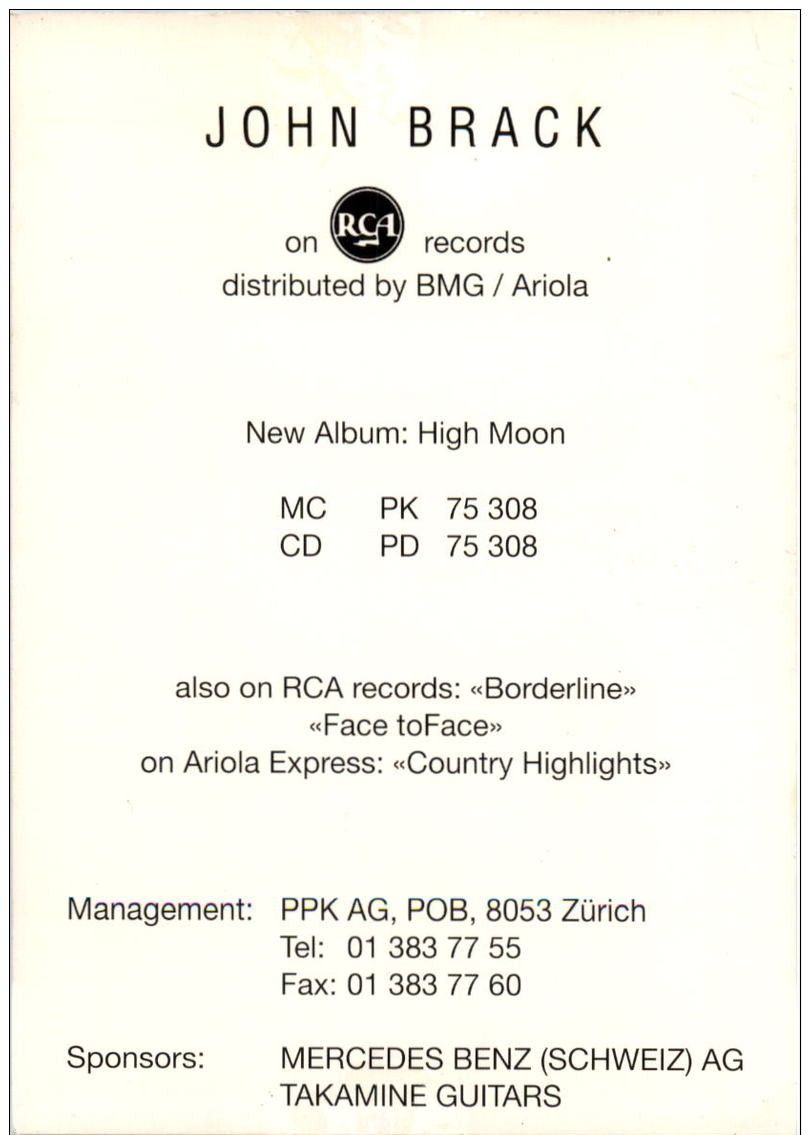 JOHN BRACK
on RCA records
distributed by BMG / Ariola
New Album: High Moon
MC PK 75 308
CD PD 75 308
also on RCA records: «Borderline»
«Face toFace»
on Ariola Express: «Country Highlights»
Management: PPK AG, POB, 8053 Zürich
Tel: 01 383 77 55
Fax: 01 383 77 60
Sponsors: MERCEDES BENZ (SCHWEIZ) AG
TAKAMINE GUITARS